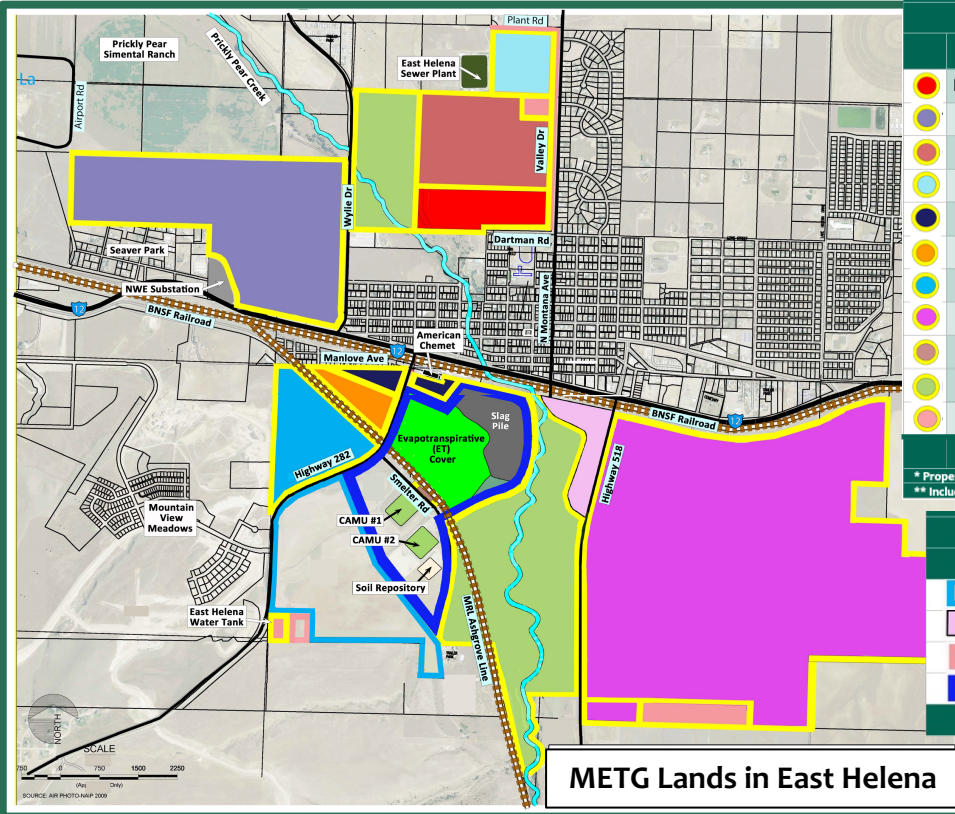 Plant Rd
Prickly Pear
Simental Ranch
Prickly Pear Creek
East Helena
Sewer Plant
La
Airport Rd
Valley Dr
Wylie Dr
Dartman Rd
Seaver Park
NWE Substation
N Montana Ave
12
BNSF Railroad
American
Chemet
12
Manlove Ave
Slag
Pile
BNSF Railroad
12
Evapotranspirative
(ET)
Cover
Highway 282
Highway 518
Smelter Rd
* Prope
** Inclu
Mountain
View
Meadows
CAMU #1
CAMU #2
Soil Repository
East Helena
Water Tank
MRL Ashgrove Line
NORTH
SCALE
750 0 750 1500 2250
Only)
SOURCE: AIR PHOTO-NAIP 2009
METG Lands in East Helena